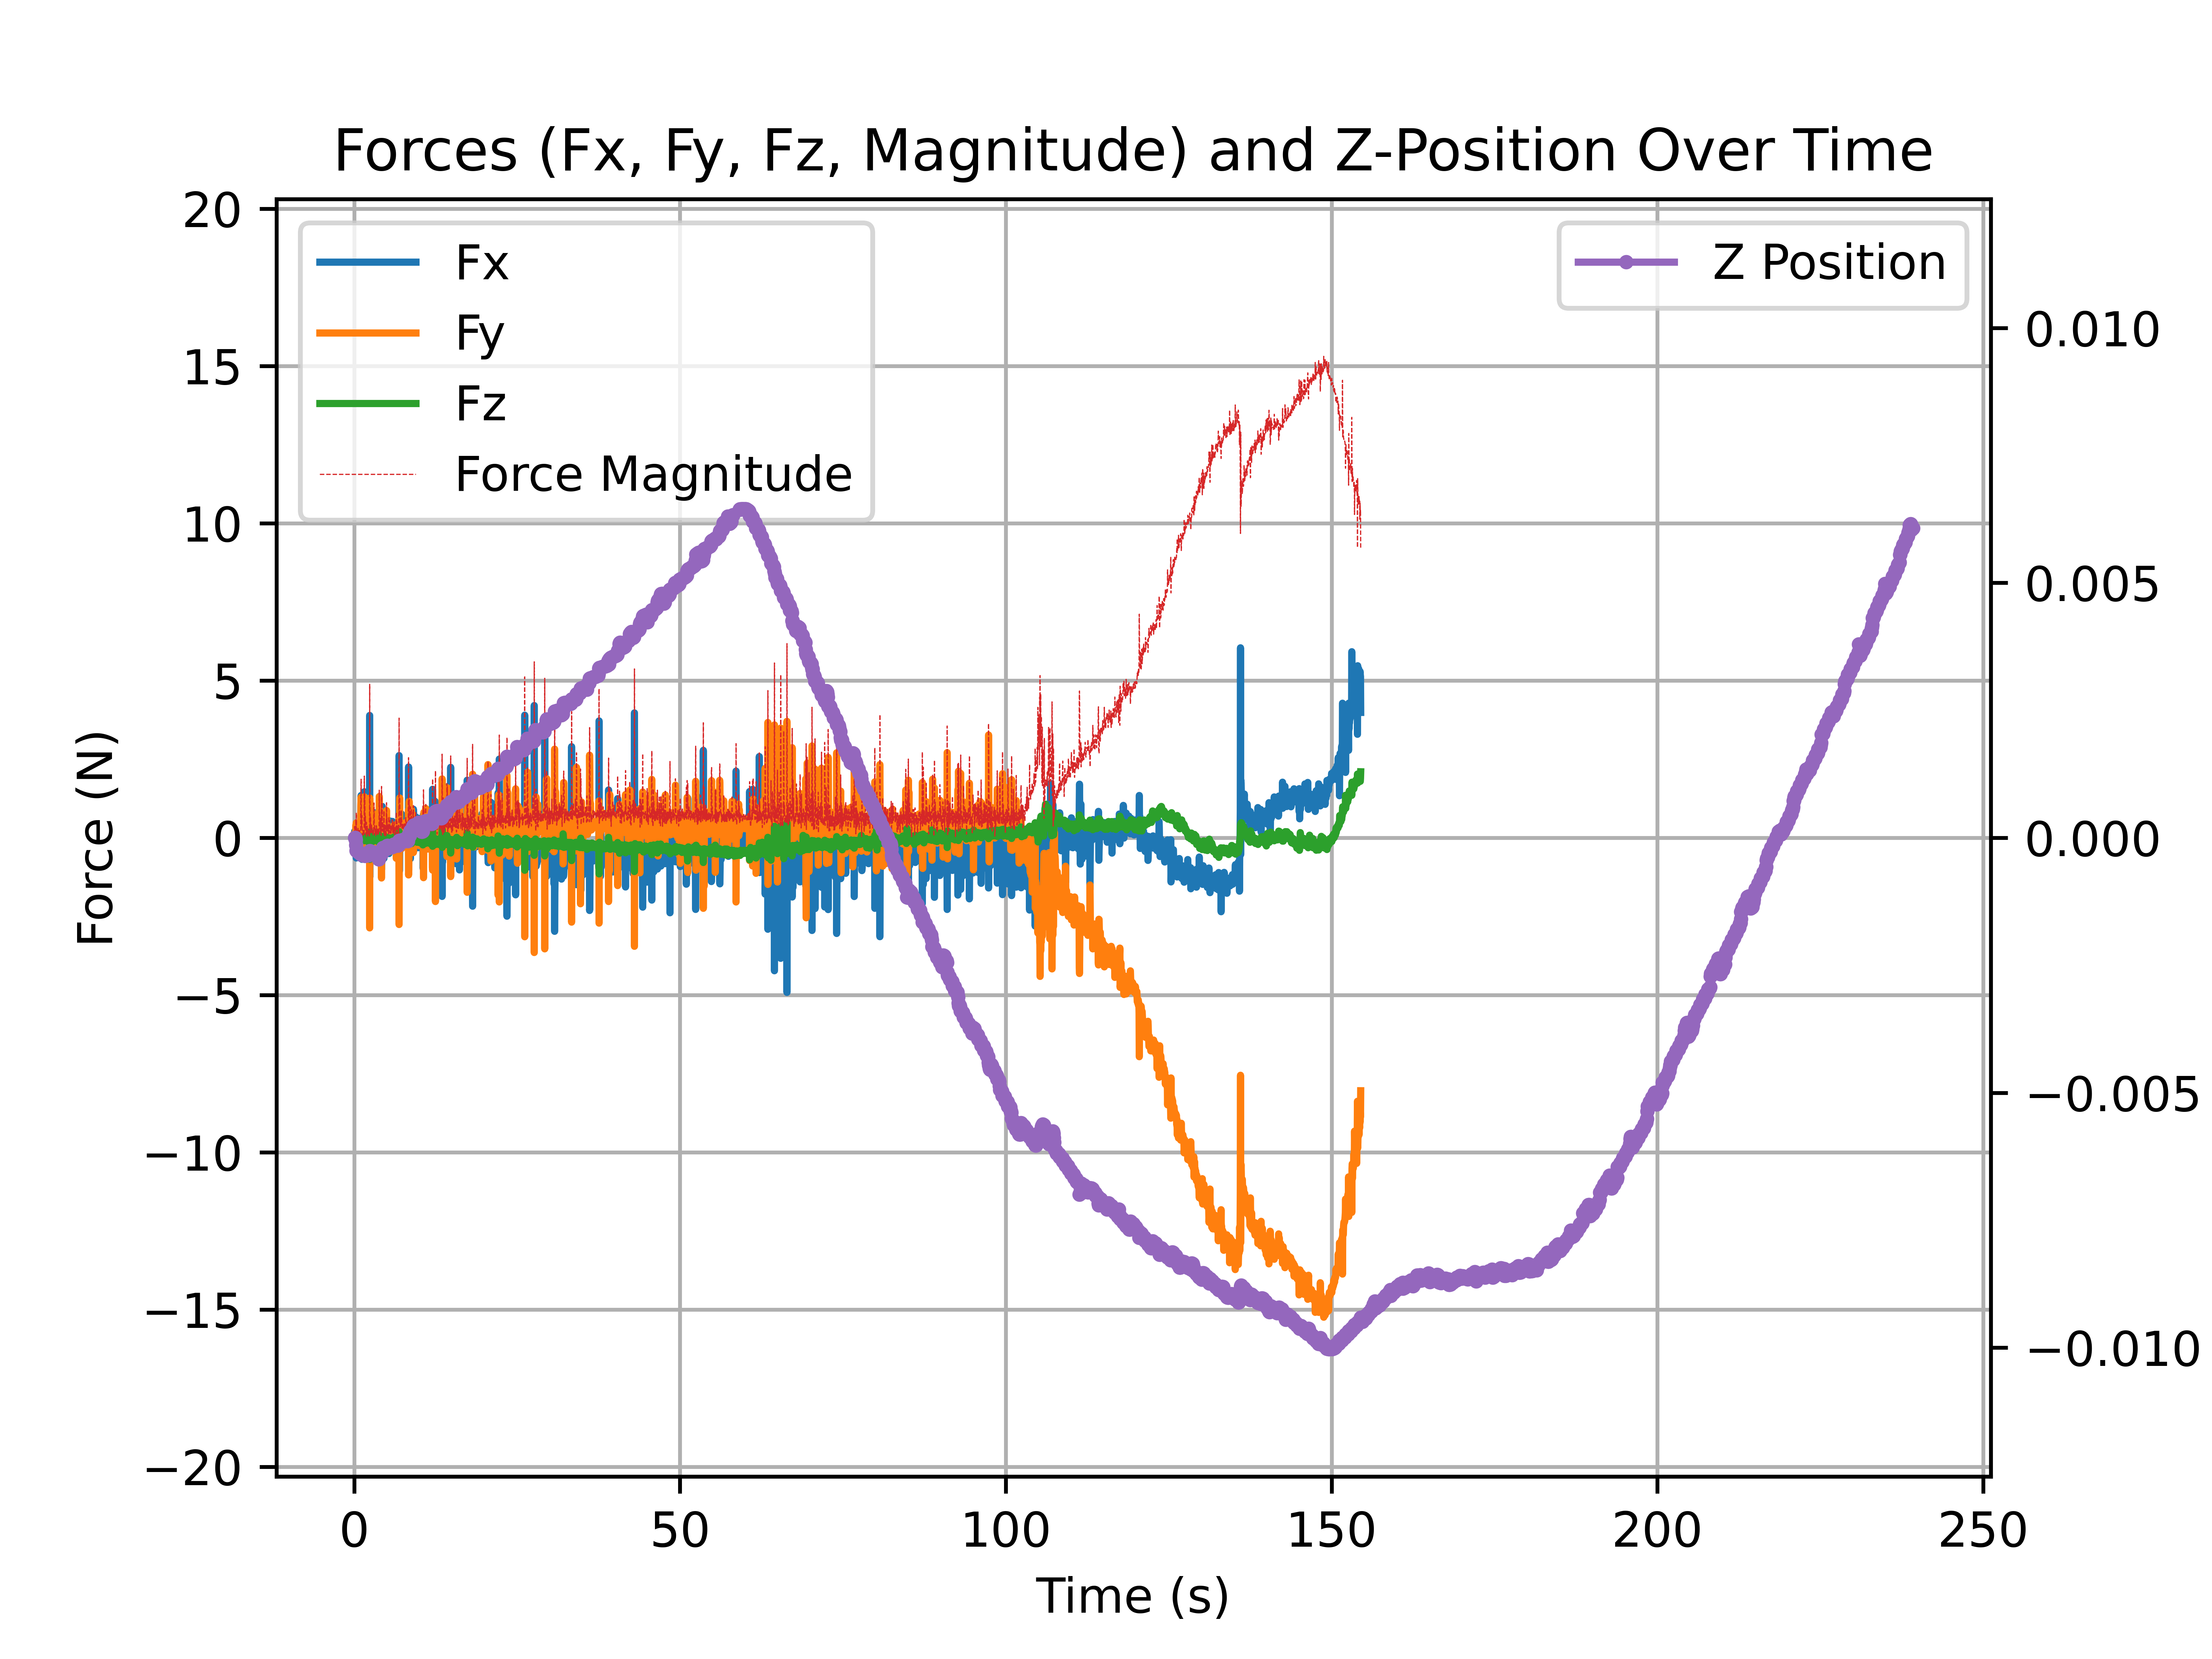 Forces (Fx, Fy, Fz, Magnitude) and Z-Position Over Time
Fx
Fy
Fz
Force Magnitude
Z Position
20
15
10
5
0
−5
−10
−15
−20
Force (N)
0.010
0.005
0.000
−0.005
−0.010
0
50
100
150
200
250
Time (s)